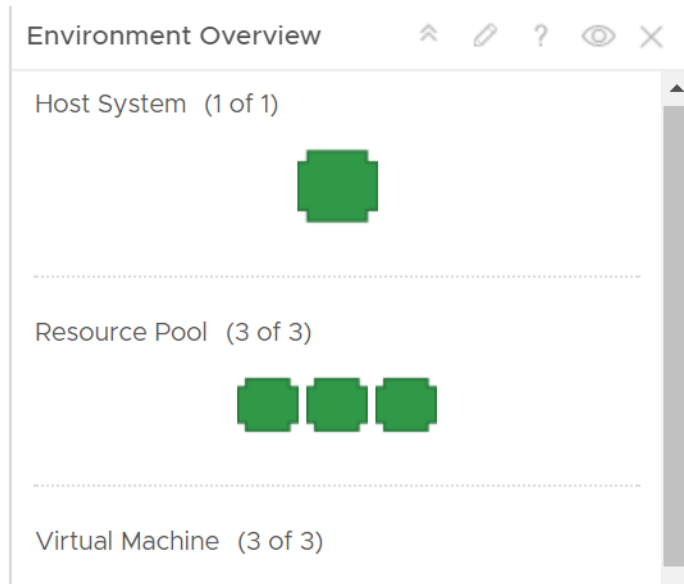 Environment Overview ?
Host System (1 of 1)
Resource Pool (3 of 3)
Virtual Machine (3 of 3)